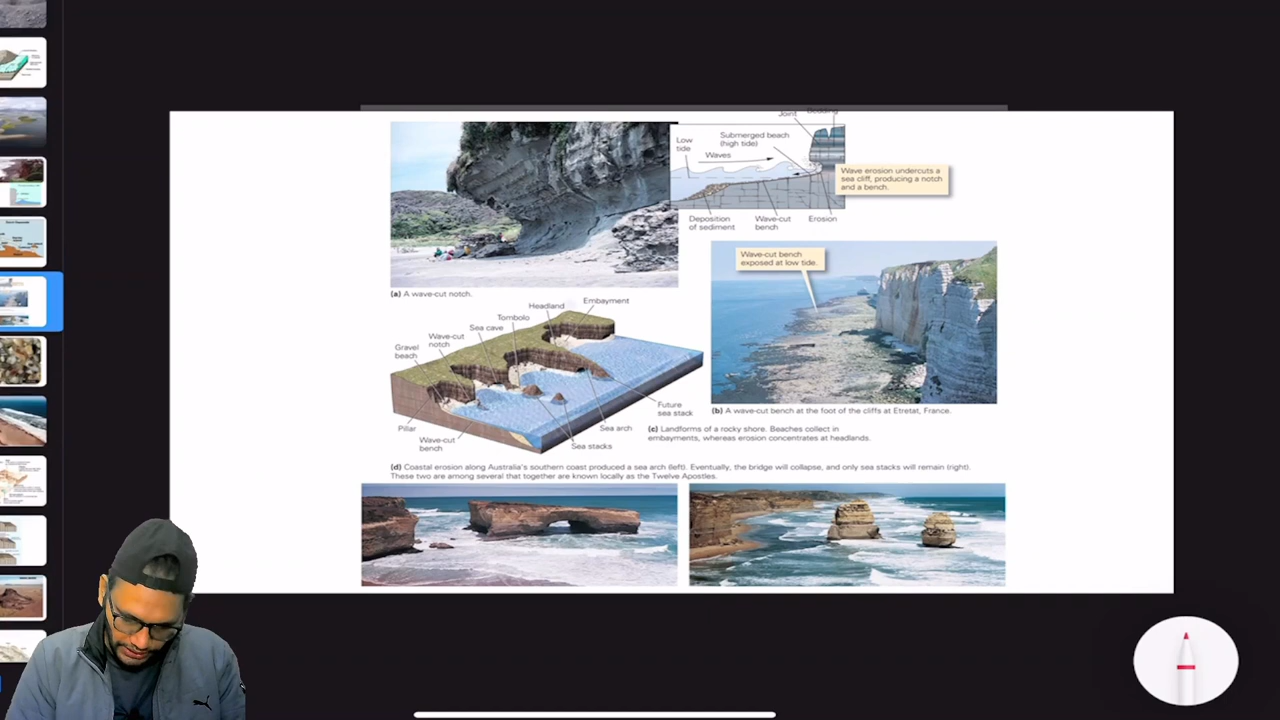 Joint
Bedding
Low
tide
Submerged beach
(high tide)
Waves
Wave erosion undercuts a
sea cliff, producing a notch
and a bench.
Deposition
of sediment
Wave-cut
bench
Erosion
(a) A wave-cut notch.
Wave-cut bench
exposed at low tide.
(b) A wave-cut bench at the foot of the cliffs at Etretat, France.
Embayment
Headland
Tombolo
Sea cave
Wave-cut
notch
Gravel
beach
Pillar
Wave-cut
bench
Future
sea stack
Sea arch
Sea stacks
(c) Landforms of a rocky shore. Beaches collect in
embayments, whereas erosion concentrates at headlands.
(d) Coastal erosion along Australia's southern coast produced a sea arch (left). Eventually, the bridge will collapse, and only sea stacks will remain (right).
These two are among several that together are known locally as the Twelve Apostles.